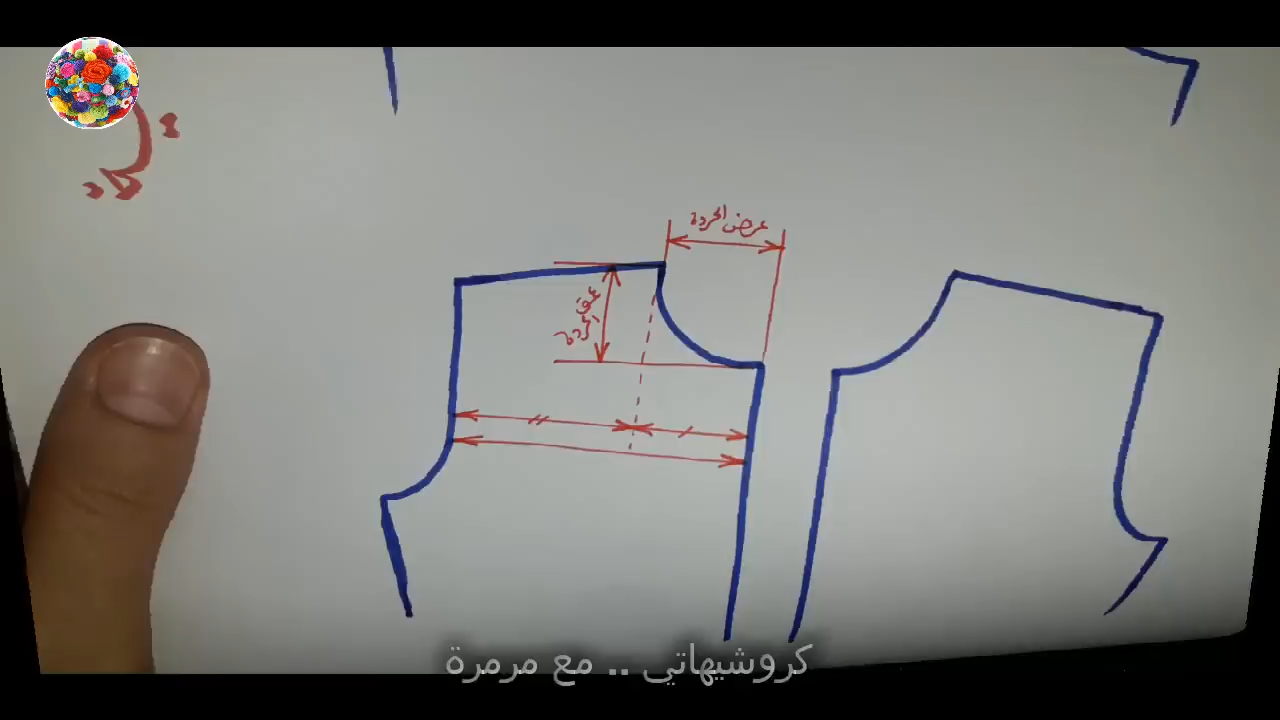 عرض الحردة
عمق
الحردة
كروشيهاتي .. مع مرمرة